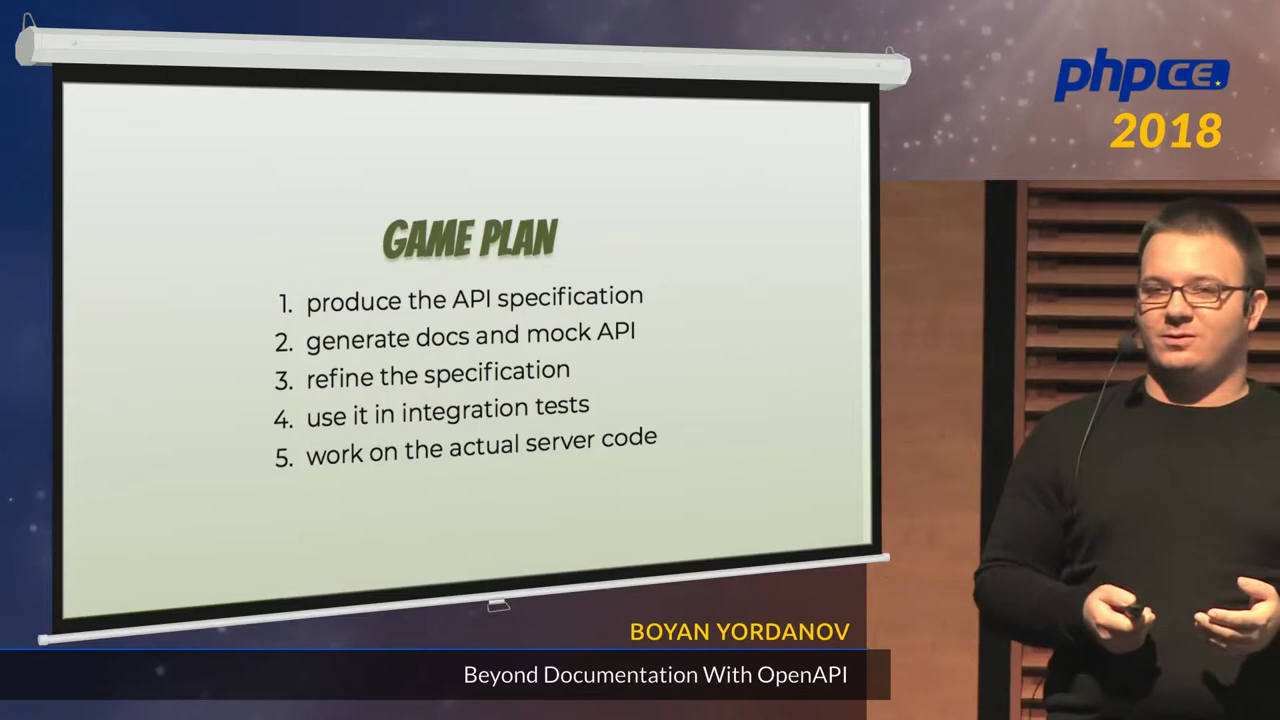 phpCE
2018
GAME PLAN
1. produce the API specification
2. generate docs and mock API
3. refine the specification
4. use it in integration tests
5. work on the actual server code
BOYAN YORDANOV
Beyond Documentation With OpenAPI